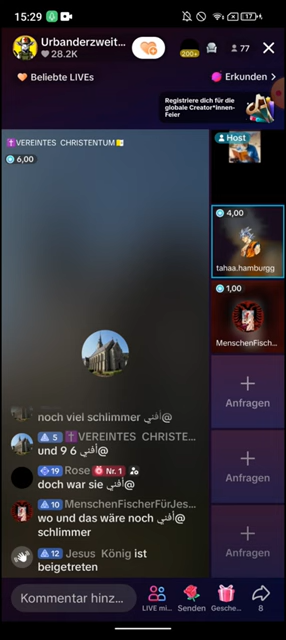 15:29
17
Urbanderzweit...
28.2K
200+
77
Beliebte LIVEs
Erkunden >
Registriere dich für die
globale Creator*innen-
Feier
VEREINTES CHRISTENTUM
6,00
Host
4,00
tahaa.hamburgg
1,00
MenschenFisch...
Anfragen
Anfragen
Anfragen
noch viel schlimmer أفني@
5 VEREINTES CHRISTE...
und 9 6 أفني@
19 Rose Nr. 1
doch war sie أفني@
10 MenschenFischerFürJes...
wo und das wäre noch أفني@
schlimmer
12 Jesus König ist
beigetreten
Kommentar hinz...
LIVE mi...
Senden
Gesche...
8